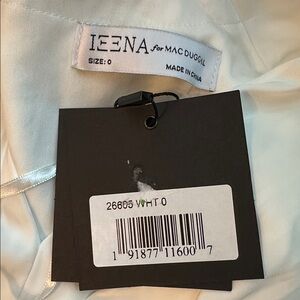 IEENA for MAC DUGGAL
SIZE: 0
MADE IN CHINA
26605 WHT 0
1 91877 11600 7